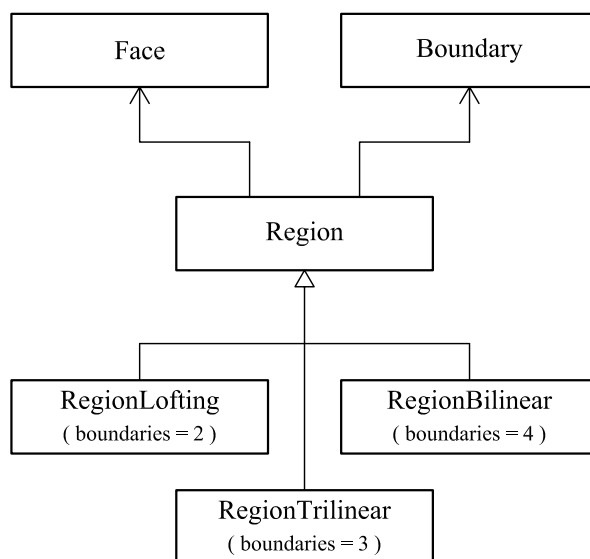 Face
Boundary
Region
RegionLofting
( boundaries = 2 )
RegionBilinear
( boundaries = 4 )
RegionTrilinear
( boundaries = 3 )